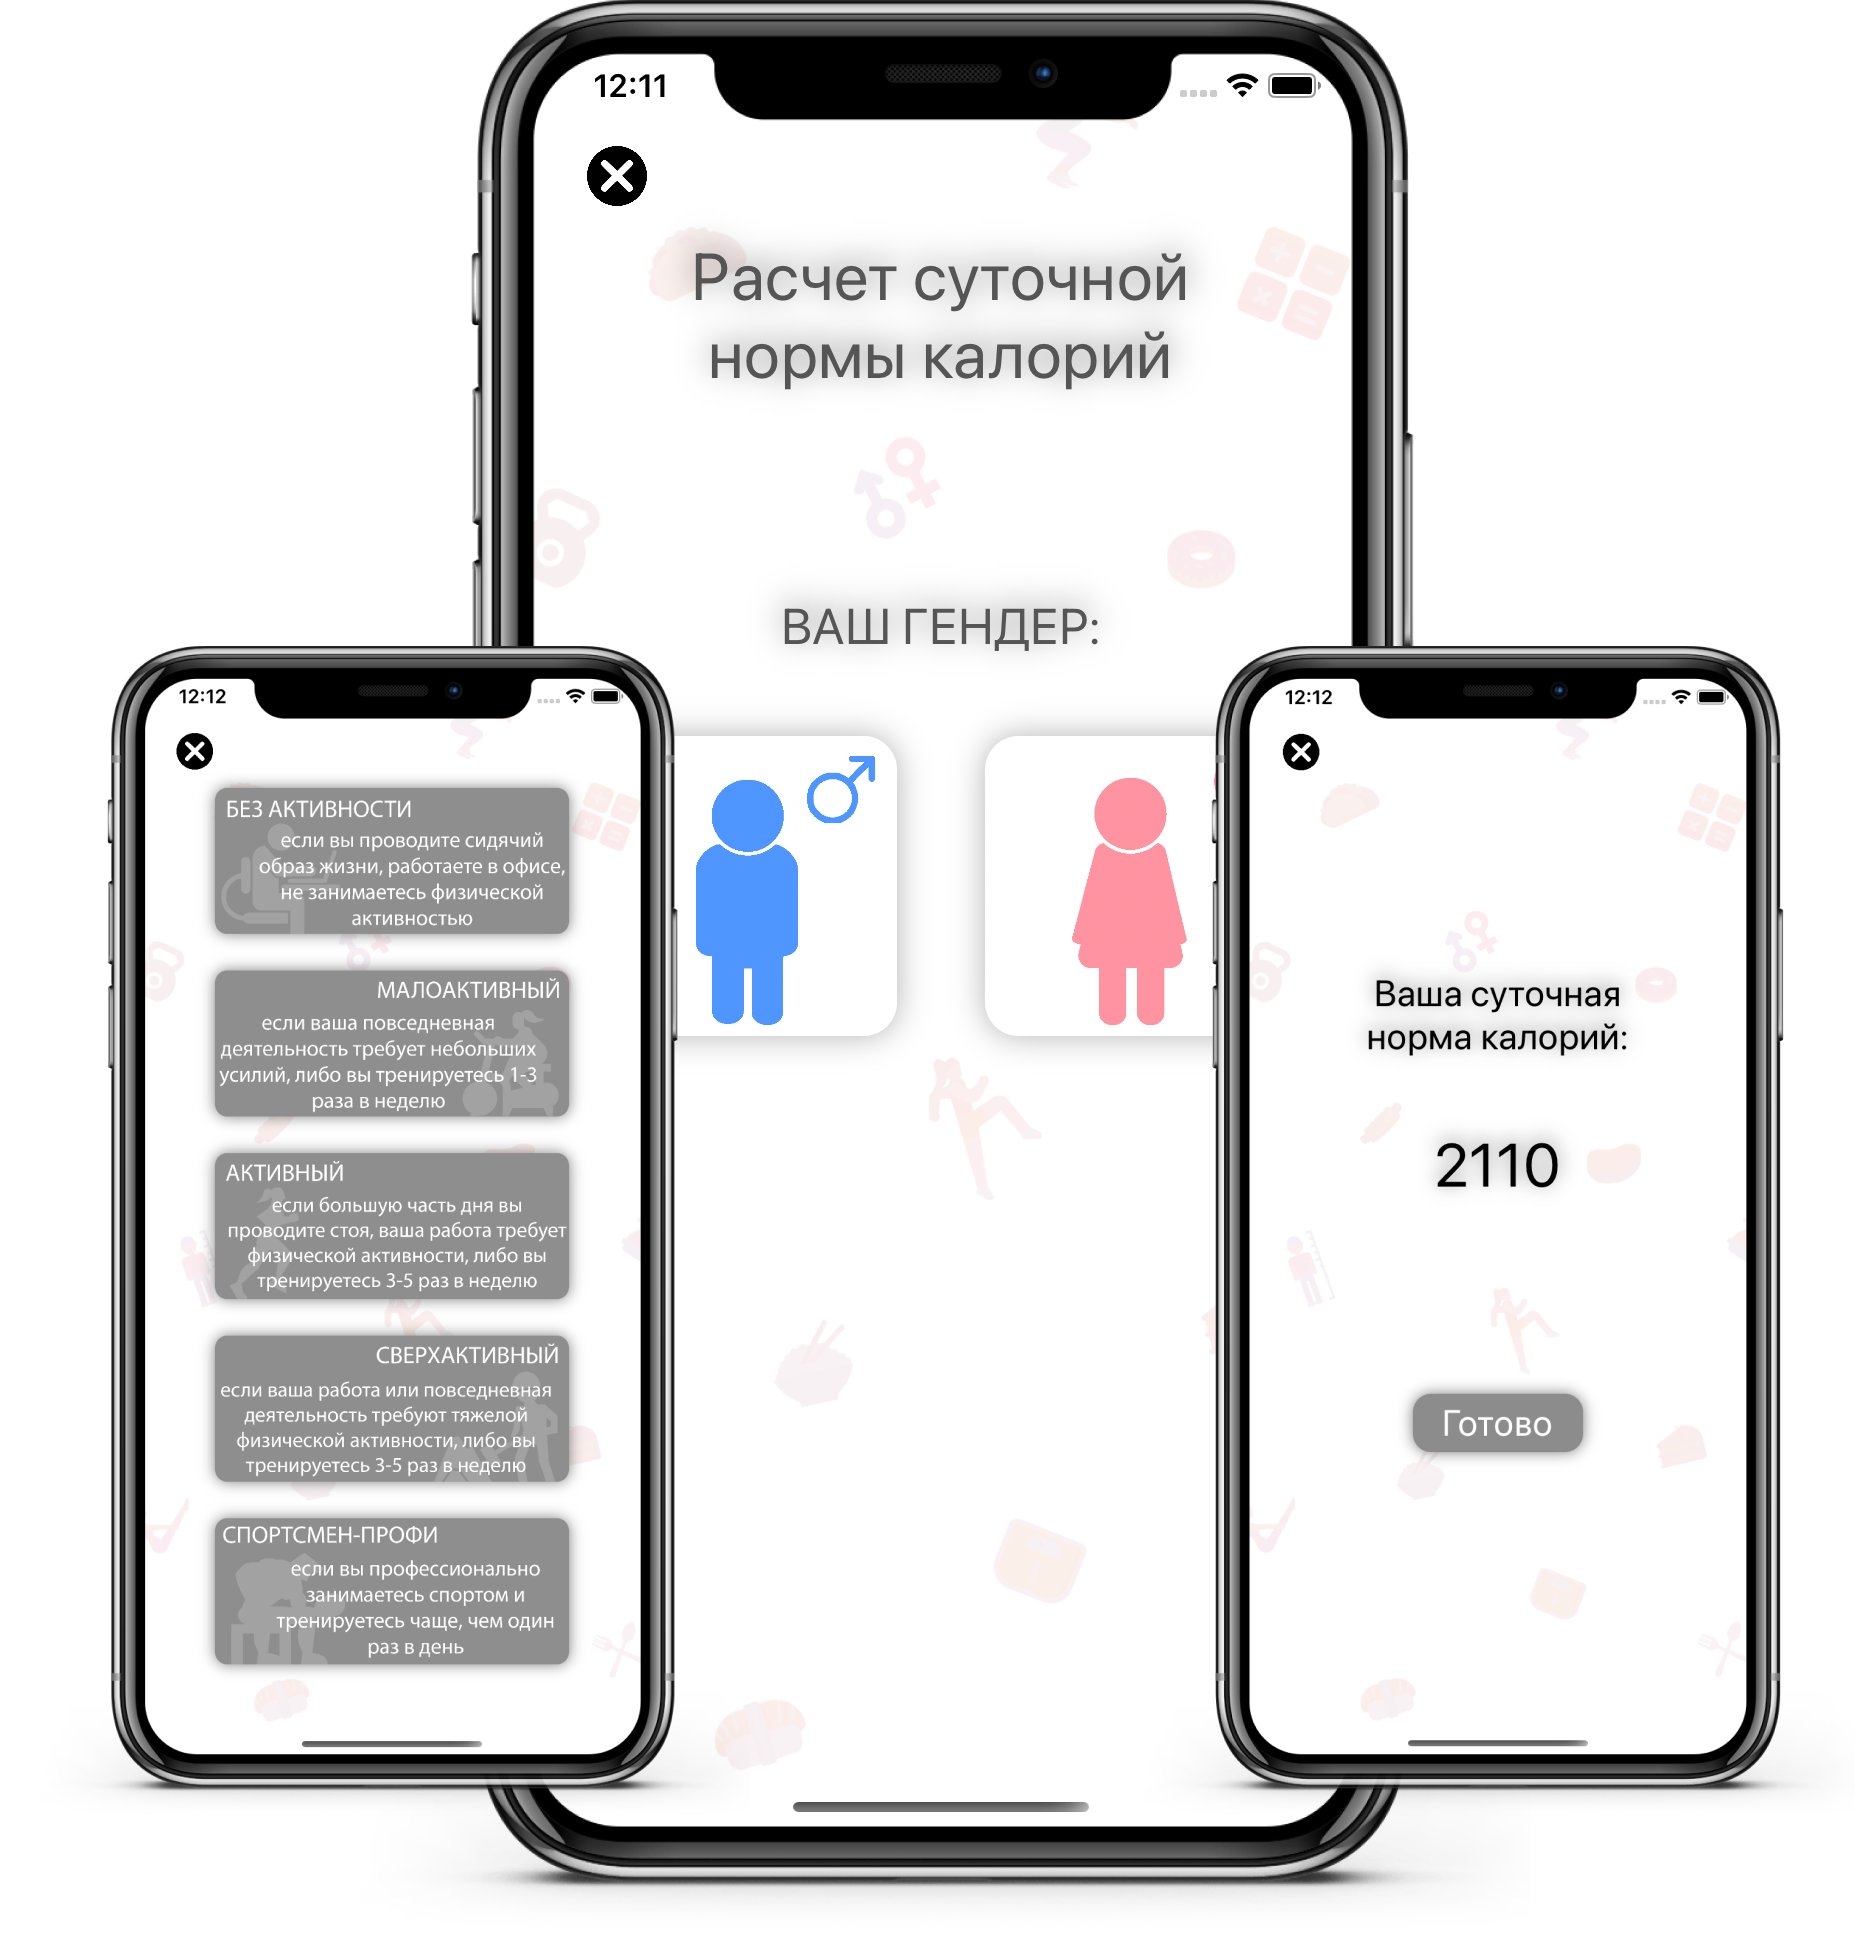 12:11
Расчет суточной
нормы калорий
ВАШ ГЕНДЕР:
12:12
БЕЗ АКТИВНОСТИ
если вы проводите сидячий
образ жизни, работаете в офисе,
не занимаетесь физической
активностью
МАЛОАКТИВНЫЙ
если ваша повседневная
деятельность требует небольших
усилий, либо вы тренируетесь 1-3
раза в неделю
АКТИВНЫЙ
если большую часть дня вы
проводите стоя, ваша работа требует
физической активности, либо вы
тренируетесь 3-5 раз в неделю
СВЕРХАКТИВНЫЙ
если ваша работа или повседневная
деятельность требуют тяжелой
физической активности, либо вы
тренируетесь 3-5 раз в неделю
СПОРТСМЕН-ПРОФИ
если вы профессионально
занимаетесь спортом и
тренируетесь чаще, чем один
раз в день
12:12
Ваша суточная
норма калорий:
2110
Готово